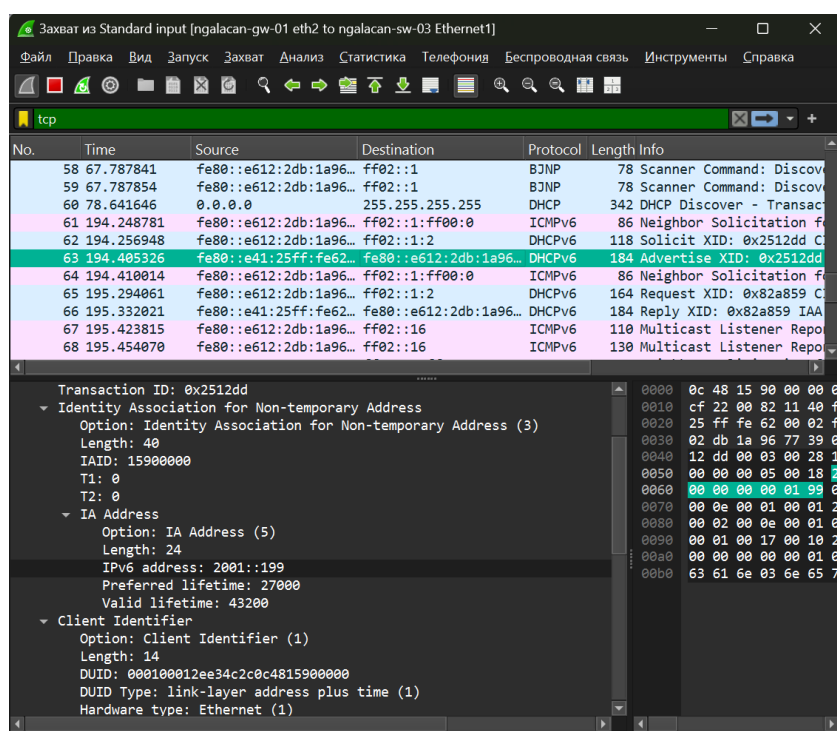 Захват из Standard input [ngalacan-gw-01 eth2 to ngalacan-sw-03 Ethernet1]
Файл Правка Вид Запуск Захват Анализ Статистика Телефония Беспроводная связь Инструменты Справка
tcp
No. Time Source Destination Protocol Length Info
58 67.787841 fe80::e612:2db:1a96… ff02::1 BJNP 78 Scanner Command: Discov
59 67.787854 fe80::e612:2db:1a96… ff02::1 BJNP 78 Scanner Command: Discov
60 78.641646 0.0.0.0 255.255.255.255 DHCP 342 DHCP Discover - Transac
61 194.248781 fe80::e612:2db:1a96… ff02::1:ff00:0 ICMPv6 86 Neighbor Solicitation f
62 194.256948 fe80::e612:2db:1a96… ff02::1:2 DHCPv6 118 Solicit XID: 0x2512dd C
63 194.405326 fe80::e41:25ff:fe62… fe80::e612:2db:1a96… DHCPv6 184 Advertise XID: 0x2512dd
64 194.410014 fe80::e612:2db:1a96… ff02::1:ff00:0 ICMPv6 86 Neighbor Solicitation f
65 195.294061 fe80::e612:2db:1a96… ff02::1:2 DHCPv6 164 Request XID: 0x82a859 C
66 195.332021 fe80::e41:25ff:fe62… fe80::e612:2db:1a96… DHCPv6 184 Reply XID: 0x82a859 IAA
67 195.423815 fe80::e612:2db:1a96… ff02::16 ICMPv6 110 Multicast Listener Repo
68 195.454070 fe80::e612:2db:1a96… ff02::16 ICMPv6 130 Multicast Listener Repo
Transaction ID: 0x2512dd
Identity Association for Non-temporary Address
Option: Identity Association for Non-temporary Address (3)
Length: 40
IAID: 15900000
T1: 0
T2: 0
IA Address
Option: IA Address (5)
Length: 24
IPv6 address: 2001::199
Preferred lifetime: 27000
Valid lifetime: 43200
Client Identifier
Option: Client Identifier (1)
Length: 14
DUID: 000100012ee34c2c0c4815900000
DUID Type: link-layer address plus time (1)
Hardware type: Ethernet (1)
0000 0c 48 15 90 00 00 0
0010 cf 22 00 82 11 40 f
0020 25 ff fe 62 00 02 f
0030 02 db 1a 96 77 39 0
0040 12 dd 00 03 00 28 1
0050 00 00 00 05 00 18 2
0060 00 00 00 00 01 99 0
0070 00 0e 00 01 00 01 2
0080 00 02 00 0e 00 01 0
0090 00 01 00 17 00 10 2
00a0 00 00 00 00 00 01 0
00b0 63 61 6e 03 6e 65 7